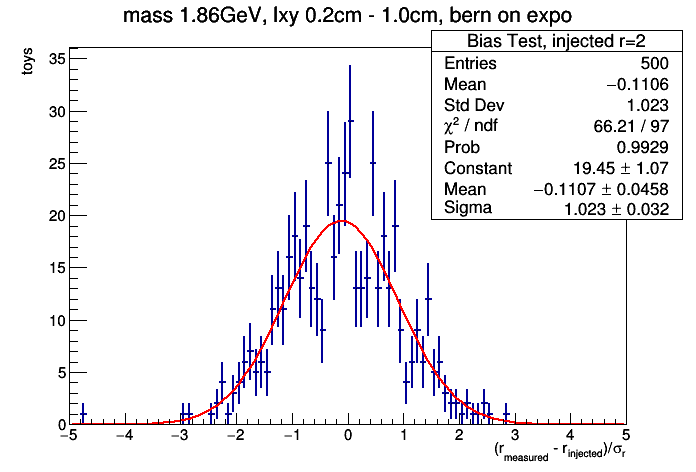 mass 1.86GeV, lxy 0.2cm - 1.0cm, bern on expo
toys
Bias Test, injected r=2
Entries 500
Mean −0.1106
Std Dev 1.023
χ² / ndf 66.21 / 97
Prob 0.9929
Constant 19.45 ± 1.07
Mean −0.1107 ± 0.0458
Sigma 1.023 ± 0.032
35
30
25
20
15
10
5
0
−5 −4 −3 −2 −1 0 1 2 3 4 5
(r_measured - r_injected)/σ_r